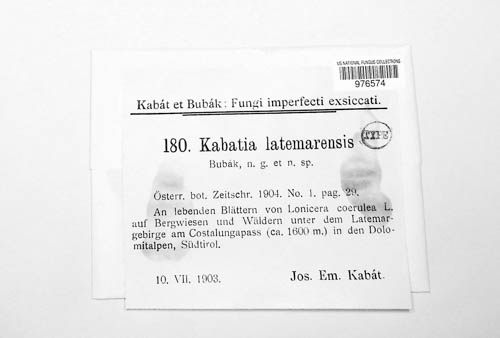 US NATIONAL FUNGUS COLLECTIONS
976574
Kabát et Bubák: Fungi imperfecti exsiccati.
180. Kabatia latemarensis
TYPE
Bubák, n. g. et n. sp.
Österr. bot. Zeitschr. 1904. No. 1. pag. 29.
An lebenden Blättern von Lonicera coerulea L.
auf Bergwiesen und Wäldern unter dem Latemar-
gebirge am Costalungapass (ca. 1600 m.) in den Dolo-
mitalpen, Südtirol.
10. VII. 1903.
Jos. Em. Kabát.